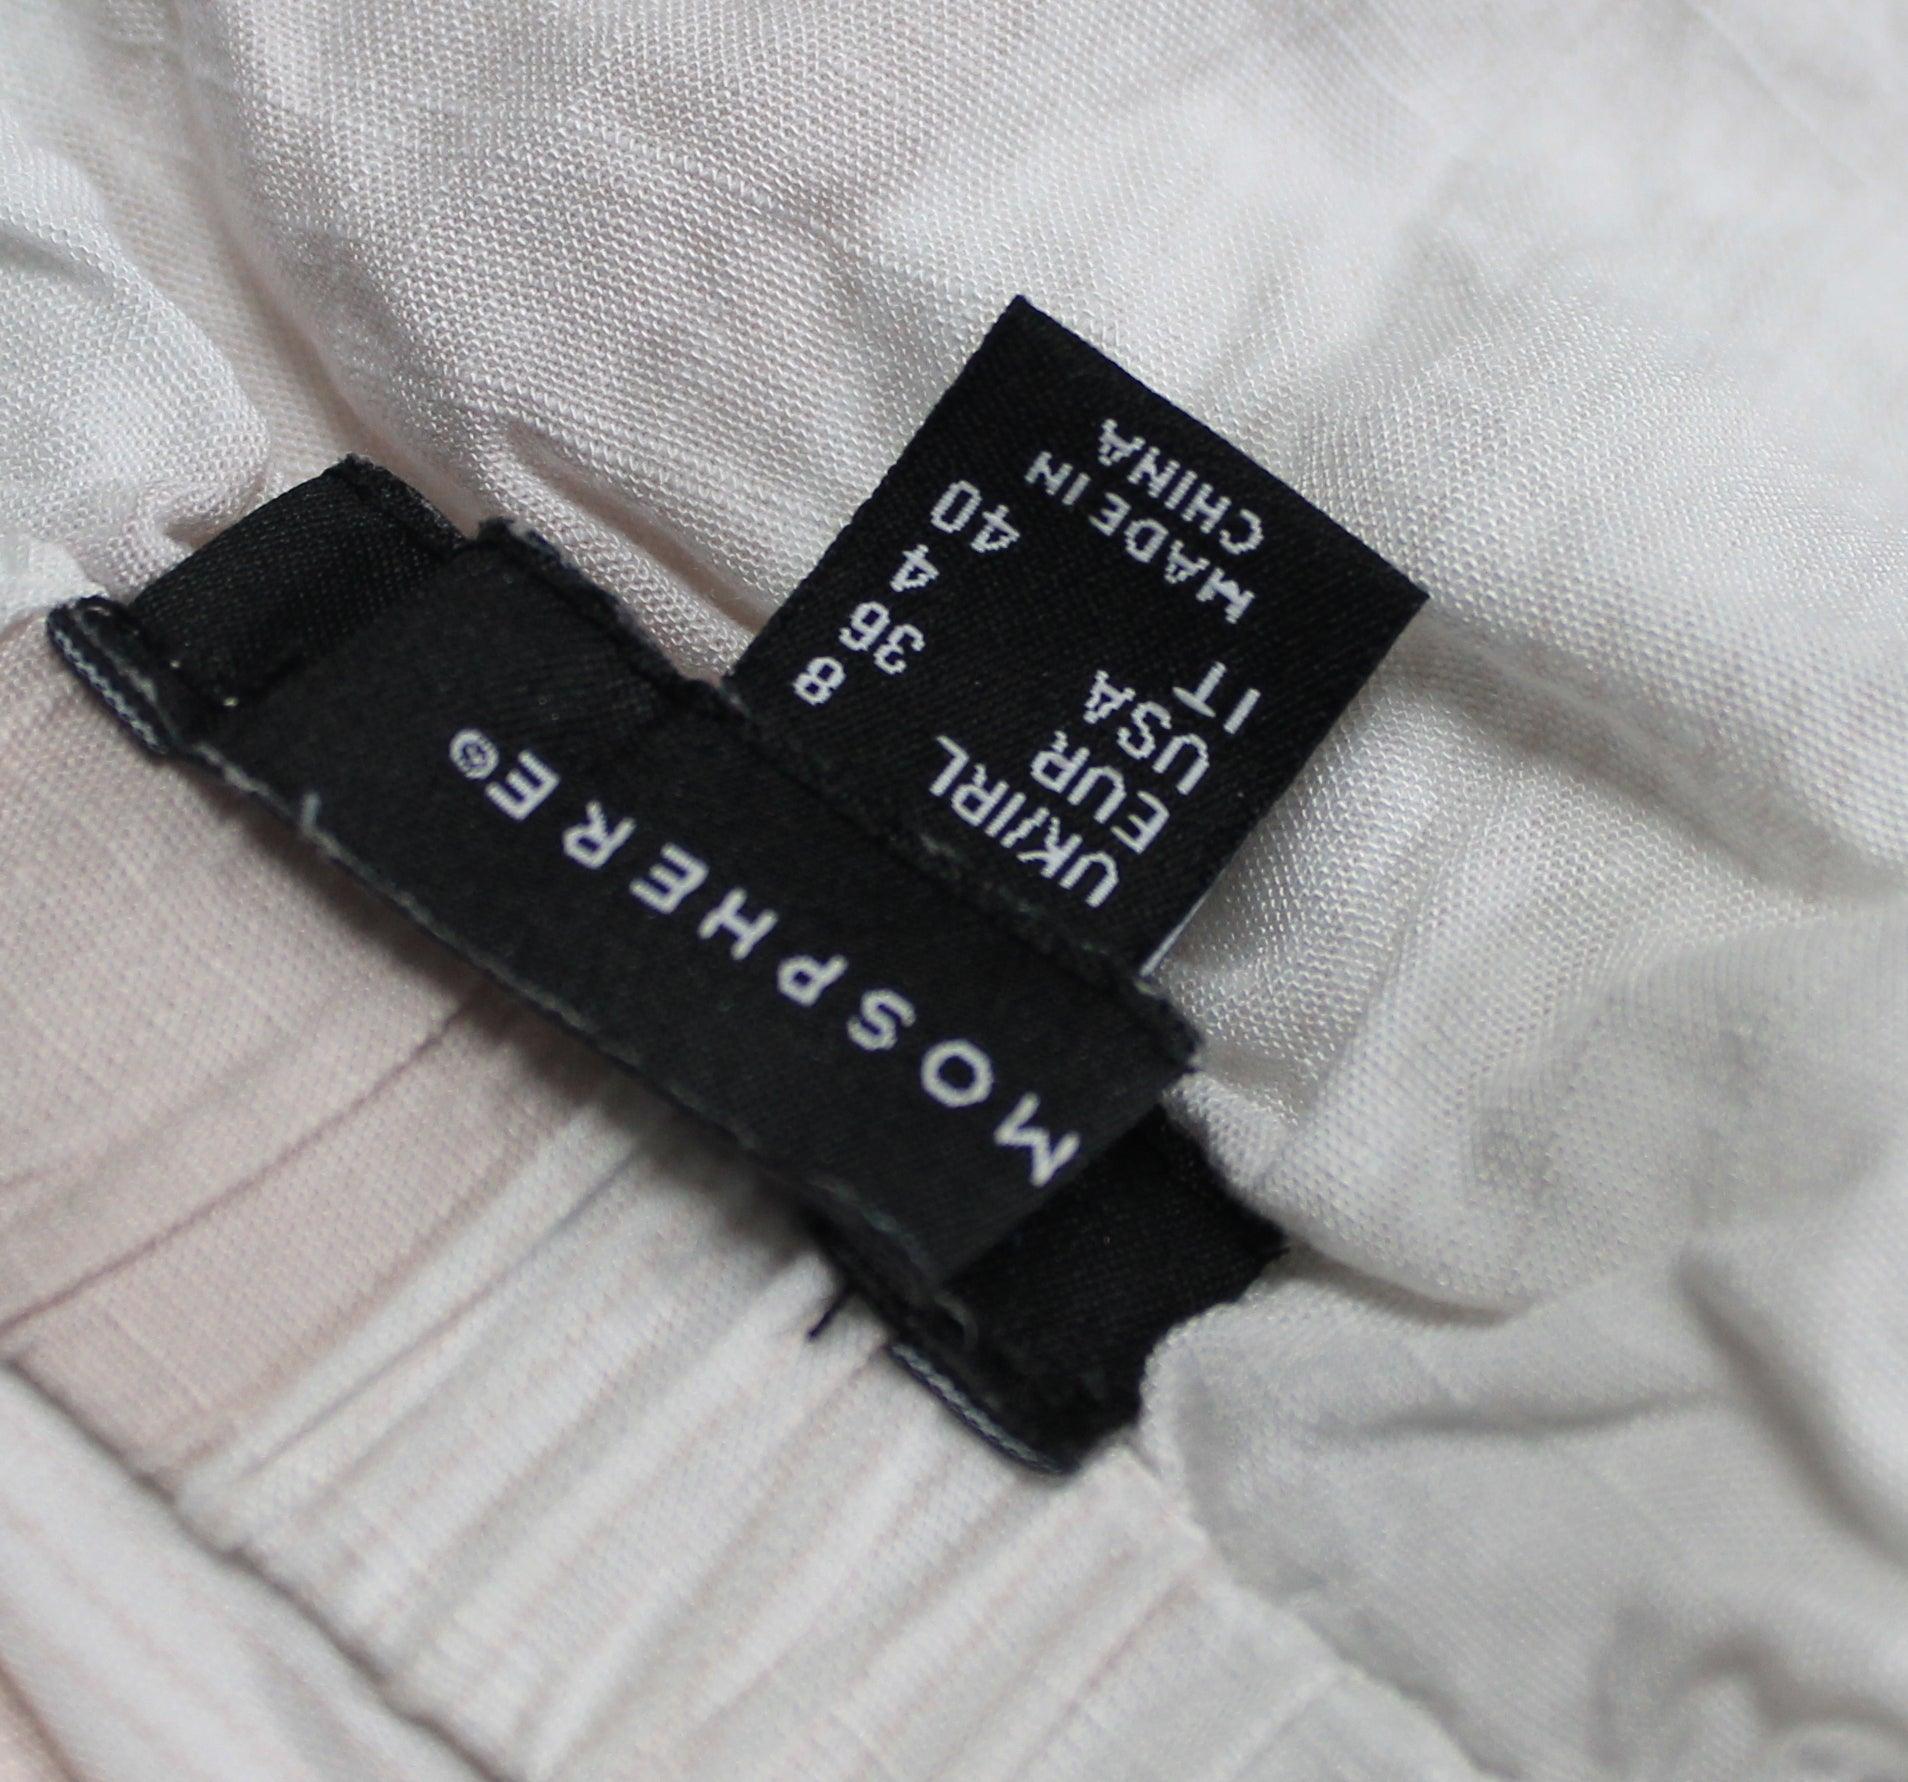 MOSPHERE®
UK/IRL 8
EUR 36
USA 4
IT 40
MADE IN
CHINA